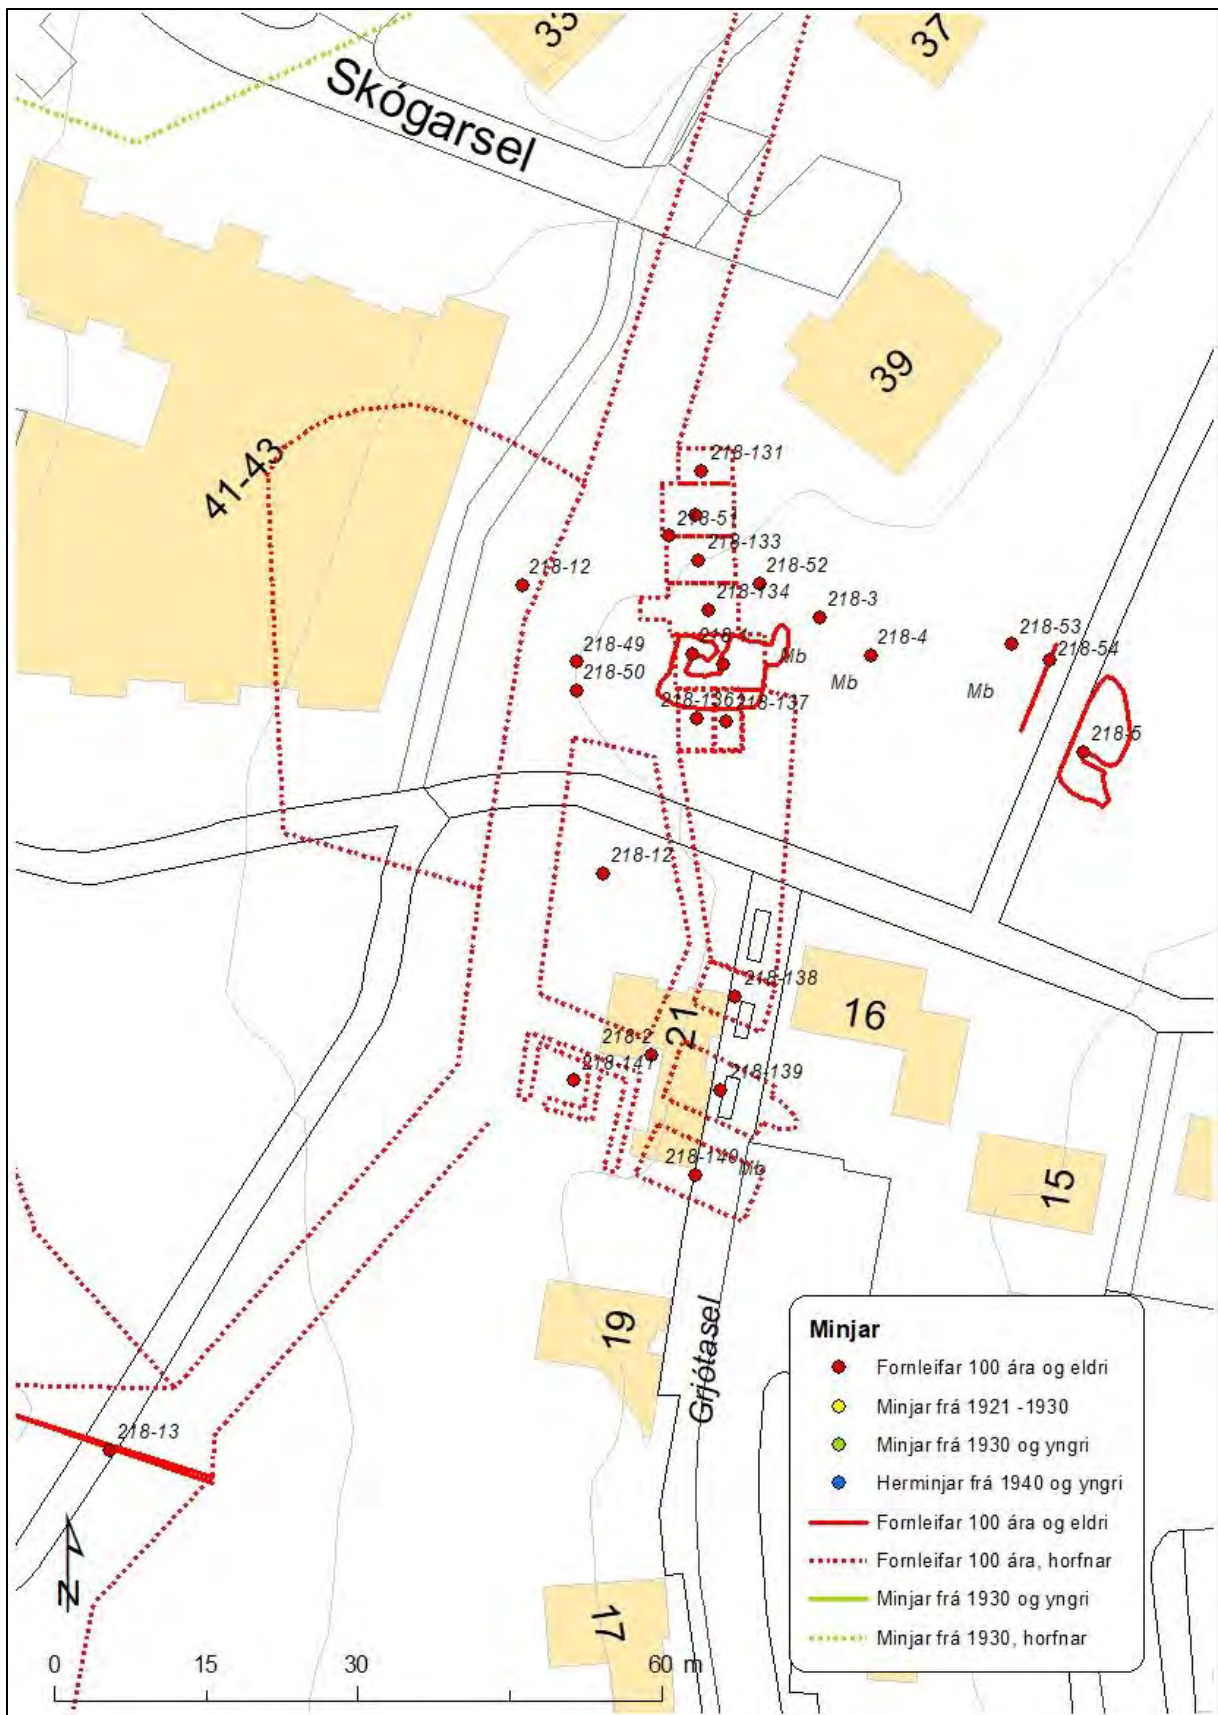 33
37
Skógarsel
39
41-43
218-131
218-51
218-133
218-52
218-12
218-134
218-3
218-49
218-4
218-53
218-54
Mb
218-50
Mb
Mb
218-136
218-137
218-5
218-12
218-138
16
21
218-2
218-141
218-139
218-140
Mb
15
19
Grjótasel
Minjar
Fornleifar 100 ára og eldri
Minjar frá 1921 -1930
Minjar frá 1930 og yngri
Herminjar frá 1940 og yngri
Fornleifar 100 ára og eldri
Fornleifar 100 ára, horfnar
Minjar frá 1930 og yngri
Minjar frá 1930, horfnar
218-13
N
17
0 15 30 60 m